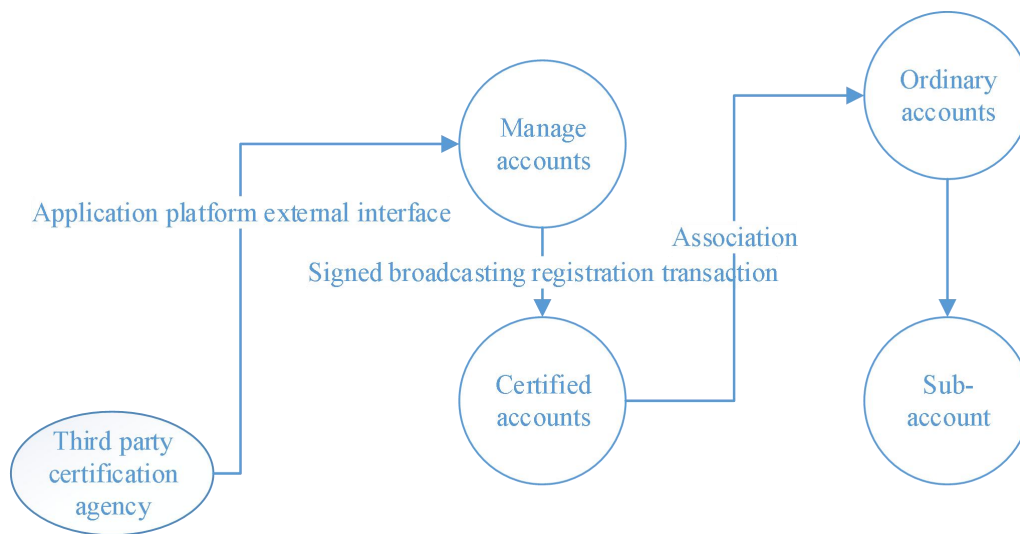 Ordinary
accounts
Manage
accounts
Application platform external interface
Association
Signed broadcasting registration transaction
Certified
accounts
Sub-
account
Third party
certification
agency